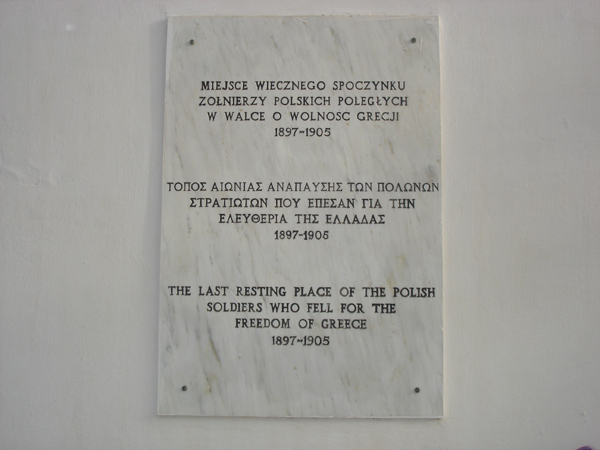 MIEJSCE WIECZNEGO SPOCZYNKU
ZOŁNIERZY POLSKICH POLEGŁYCH
W WALCE O WOLNOSC GRECJI
1897-1905
ΤΟΠΟΣ ΑΙΩΝΙΑΣ ΑΝΑΠΑΥΣΗΣ ΤΩΝ ΠΟΛΩΝΩΝ
ΣΤΡΑΤΙΩΤΩΝ ΠΟΥ ΕΠΕΣΑΝ ΓΙΑ ΤΗΝ
ΕΛΕΥΘΕΡΙΑ ΤΗΣ ΕΛΛΑΔΑΣ
1897-1905
THE LAST RESTING PLACE OF THE POLISH
SOLDIERS WHO FELL FOR THE
FREEDOM OF GREECE
1897-1905